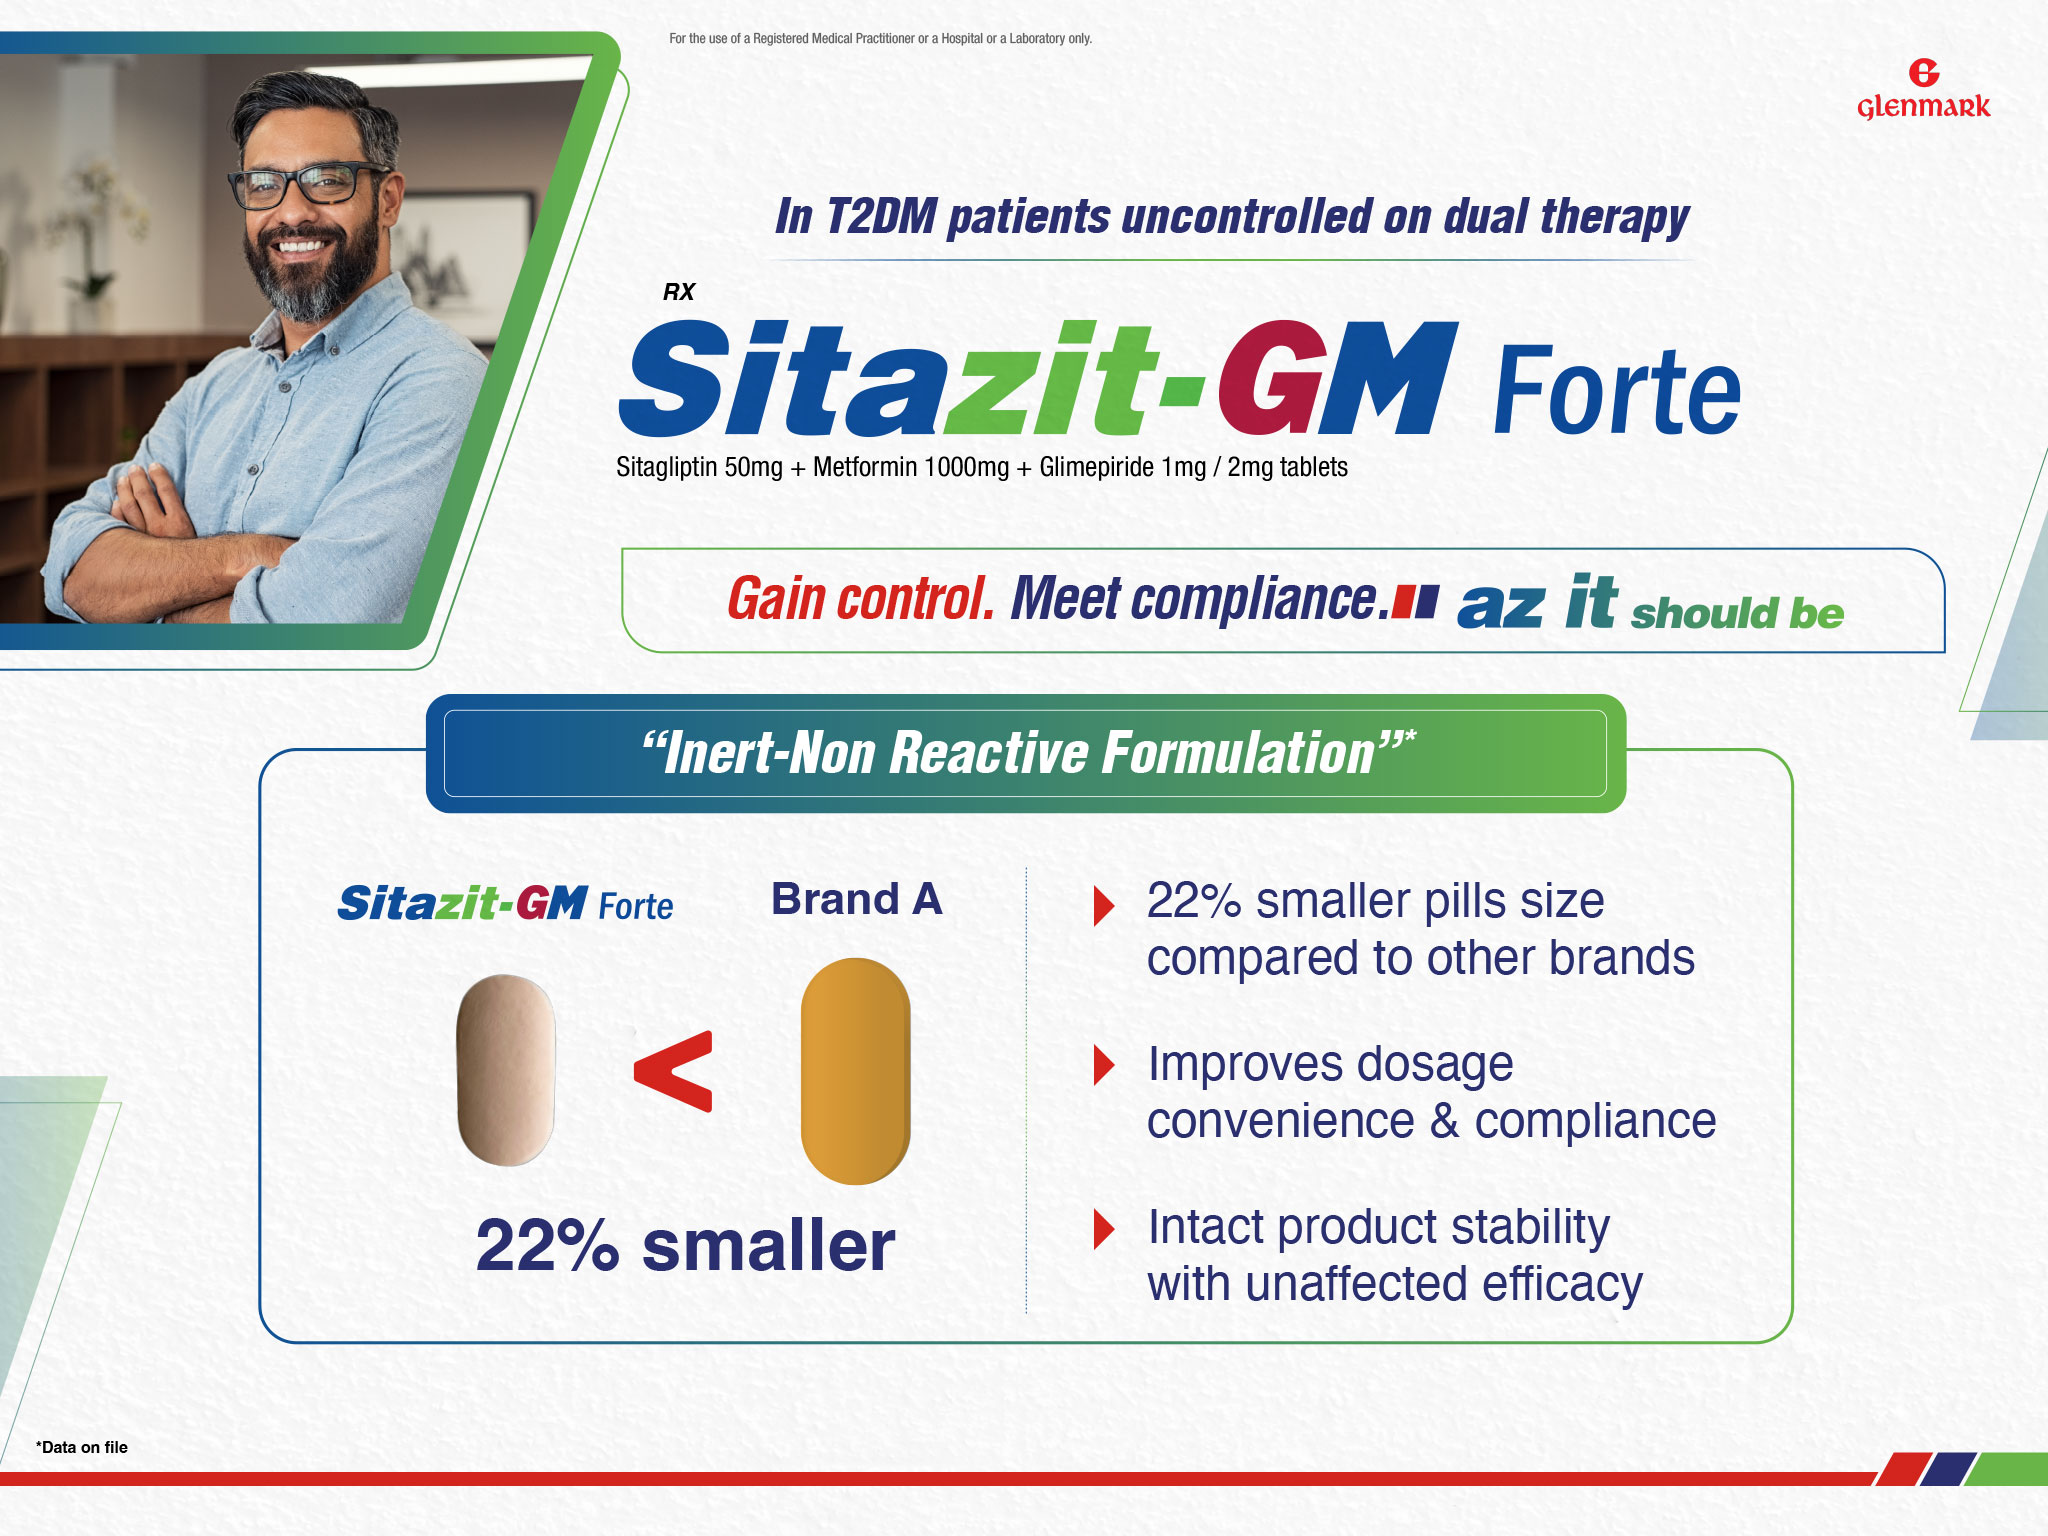 For the use of a Registered Medical Practitioner or a Hospital or a Laboratory only.
Glenmark
In T2DM patients uncontrolled on dual therapy
RX
Sitazit-GM Forte
Sitagliptin 50mg + Metformin 1000mg + Glimepiride 1mg / 2mg tablets
Gain control. Meet compliance. az it should be
“Inert-Non Reactive Formulation”*
Sitazit-GM Forte
Brand A
<
22% smaller
22% smaller pills size
compared to other brands
Improves dosage
convenience & compliance
Intact product stability
with unaffected efficacy
*Data on file